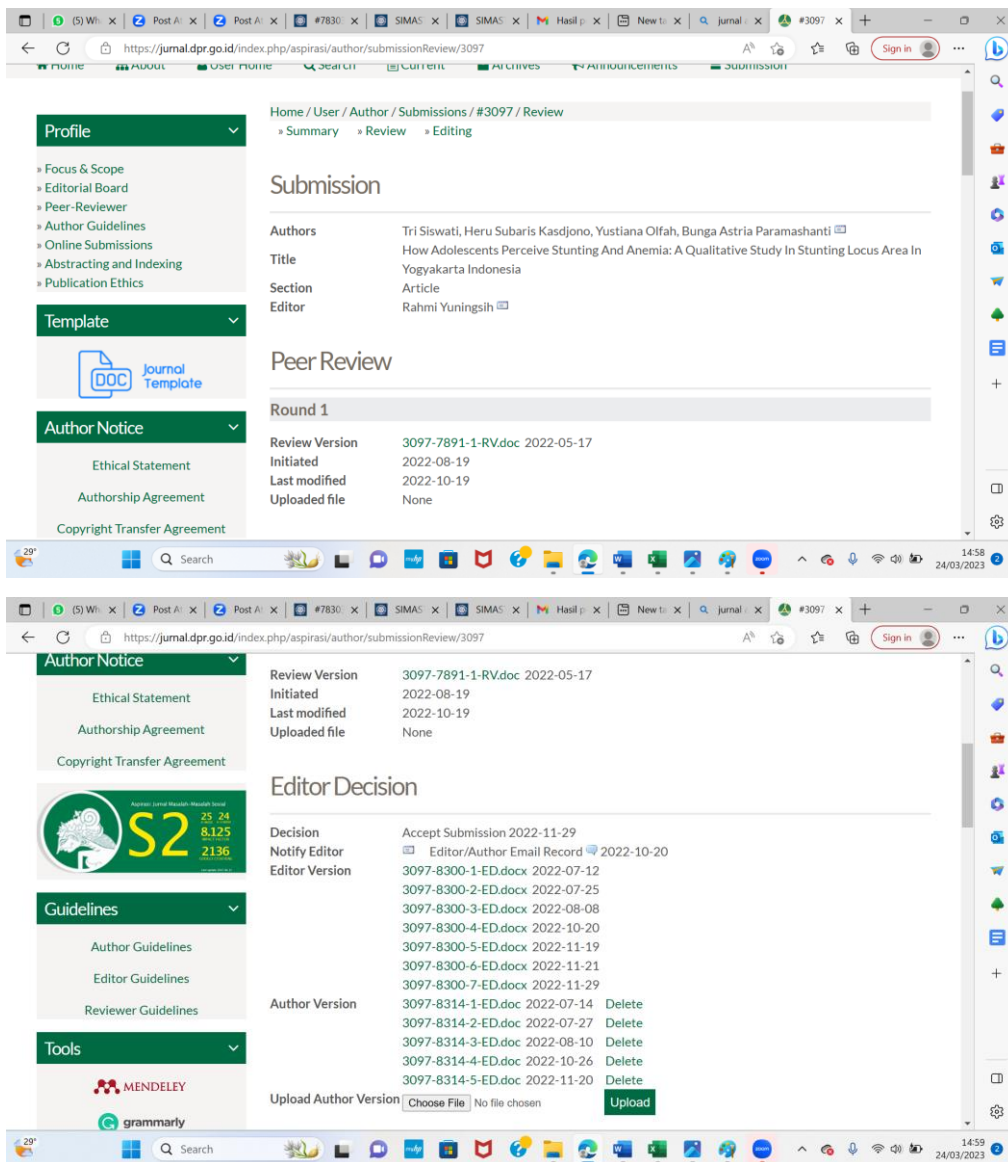 (5) Wh
Post A
Post A
#7830
SIMAS
SIMAS
Hasil p
New ta
jurnal a
#3097
https://jurnal.dpr.go.id/index.php/aspirasi/author/submissionReview/3097
Sign in
Home About User Home Search Current Archives Announcements Submission
Home / User / Author / Submissions / #3097 / Review
» Summary » Review » Editing
Profile
» Focus & Scope
» Editorial Board
» Peer-Reviewer
» Author Guidelines
» Online Submissions
» Abstracting and Indexing
» Publication Ethics
Template
DOC Journal
Template
Author Notice
Ethical Statement
Authorship Agreement
Copyright Transfer Agreement
Submission
Authors Tri Siswati, Heru Subaris Kasdjono, Yustiana Olfah, Bunga Astria Paramashanti
Title How Adolescents Perceive Stunting And Anemia: A Qualitative Study In Stunting Locus Area In
Yogyakarta Indonesia
Section Article
Editor Rahmi Yuningsih
Peer Review
Round 1
Review Version 3097-7891-1-RV.doc 2022-05-17
Initiated 2022-08-19
Last modified 2022-10-19
Uploaded file None
29°
Search
14:58
24/03/2023
(5) Wh
Post A
Post A
#7830
SIMAS
SIMAS
Hasil p
New ta
jurnal a
#3097
https://jurnal.dpr.go.id/index.php/aspirasi/author/submissionReview/3097
Sign in
Author Notice
Ethical Statement
Authorship Agreement
Copyright Transfer Agreement
Aspirasi: Jurnal Masalah-Masalah Sosial
S2
25 24
8.125
2136
Guidelines
Author Guidelines
Editor Guidelines
Reviewer Guidelines
Tools
MENDELEY
grammarly
Review Version 3097-7891-1-RV.doc 2022-05-17
Initiated 2022-08-19
Last modified 2022-10-19
Uploaded file None
Editor Decision
Decision Accept Submission 2022-11-29
Notify Editor Editor/Author Email Record 2022-10-20
Editor Version 3097-8300-1-ED.docx 2022-07-12
3097-8300-2-ED.docx 2022-07-25
3097-8300-3-ED.docx 2022-08-08
3097-8300-4-ED.docx 2022-10-20
3097-8300-5-ED.docx 2022-11-19
3097-8300-6-ED.docx 2022-11-21
3097-8300-7-ED.docx 2022-11-29
Author Version 3097-8314-1-ED.doc 2022-07-14 Delete
3097-8314-2-ED.doc 2022-07-27 Delete
3097-8314-3-ED.doc 2022-08-10 Delete
3097-8314-4-ED.doc 2022-10-26 Delete
3097-8314-5-ED.doc 2022-11-20 Delete
Upload Author Version Choose File No file chosen Upload
29°
Search
14:59
24/03/2023